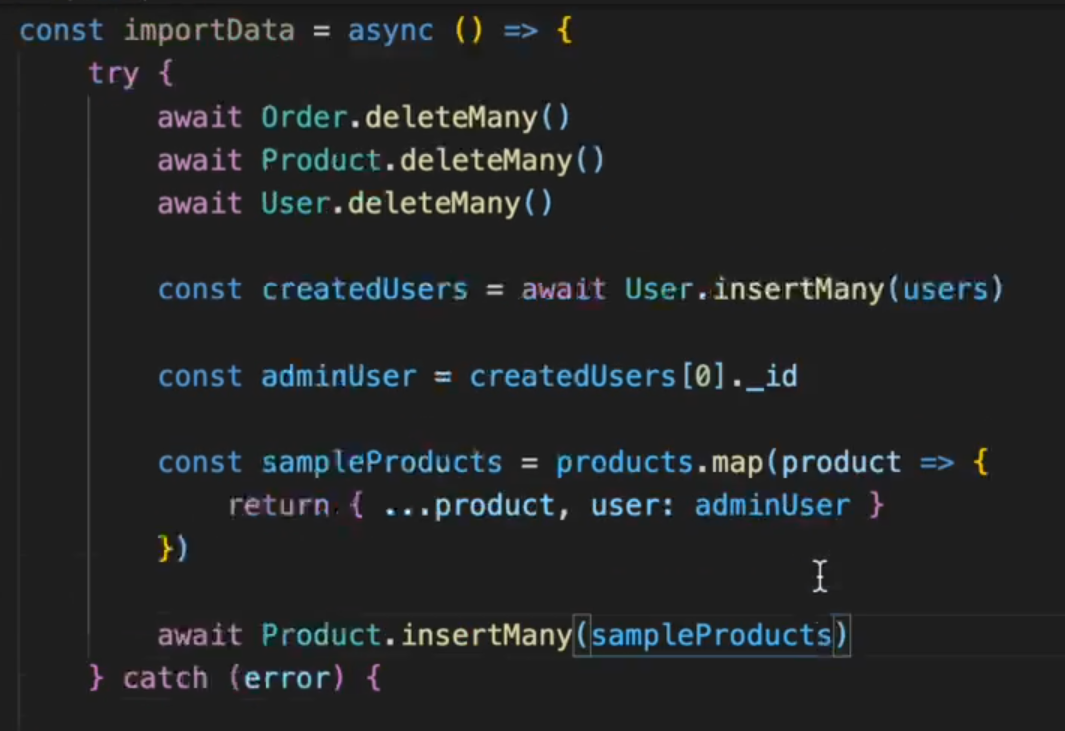 const importData = async () => {
try {
await Order.deleteMany()
await Product.deleteMany()
await User.deleteMany()
const createdUsers = await User.insertMany(users)
const adminUser = createdUsers[0]._id
const sampleProducts = products.map(product => {
return { ...product, user: adminUser }
})
await Product.insertMany(sampleProducts)
} catch (error) {